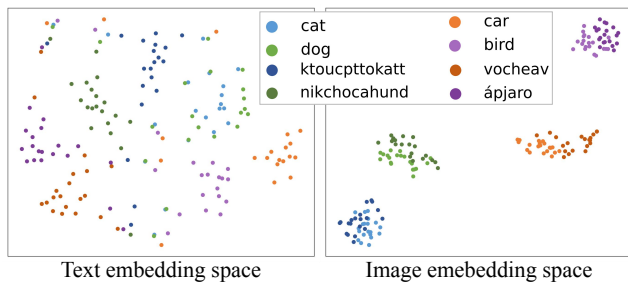 cat
dog
ktoucpttokatt
nikchocahund
car
bird
vocheav
ápjaro
Text embedding space
Image emebedding space